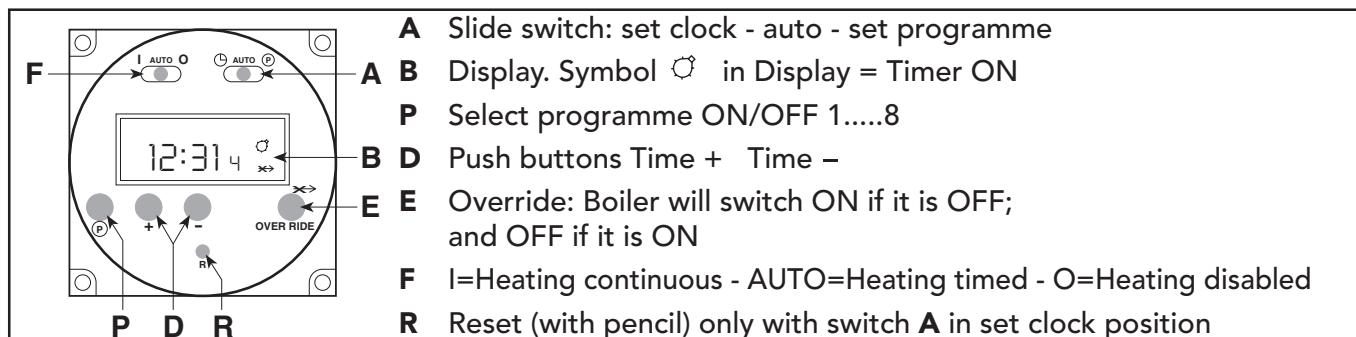 I AUTO O
AUTO P
F
A
12:31 4
B
P
+
-
OVER RIDE
E
R
P D R
A Slide switch: set clock - auto - set programme
B Display. Symbol in Display = Timer ON
P Select programme ON/OFF 1.....8
D Push buttons Time + Time –
E Override: Boiler will switch ON if it is OFF;
and OFF if it is ON
F I=Heating continuous - AUTO=Heating timed - O=Heating disabled
R Reset (with pencil) only with switch A in set clock position